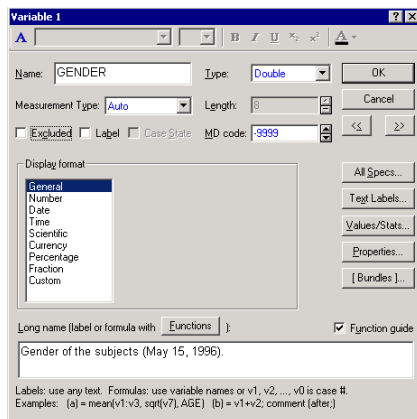 Variable 1
A B I U x₂ x² A
Name: GENDER Type: Double OK
Measurement Type: Auto Length: 8 Cancel
Excluded Label Case State MD code: -9999 << >>
Display format
General
Number
Date
Time
Scientific
Currency
Percentage
Fraction
Custom
All Specs...
Text Labels...
Values/Stats...
Properties...
[ Bundles ]...
Long name (label or formula with Functions ): Function guide
Gender of the subjects (May 15, 1996).
Labels: use any text. Formulas: use variable names or v1, v2, ..., v0 is case #.
Examples: (a) = mean(v1:v3, sqrt(v7), AGE) (b) = v1+v2; comment (after;)